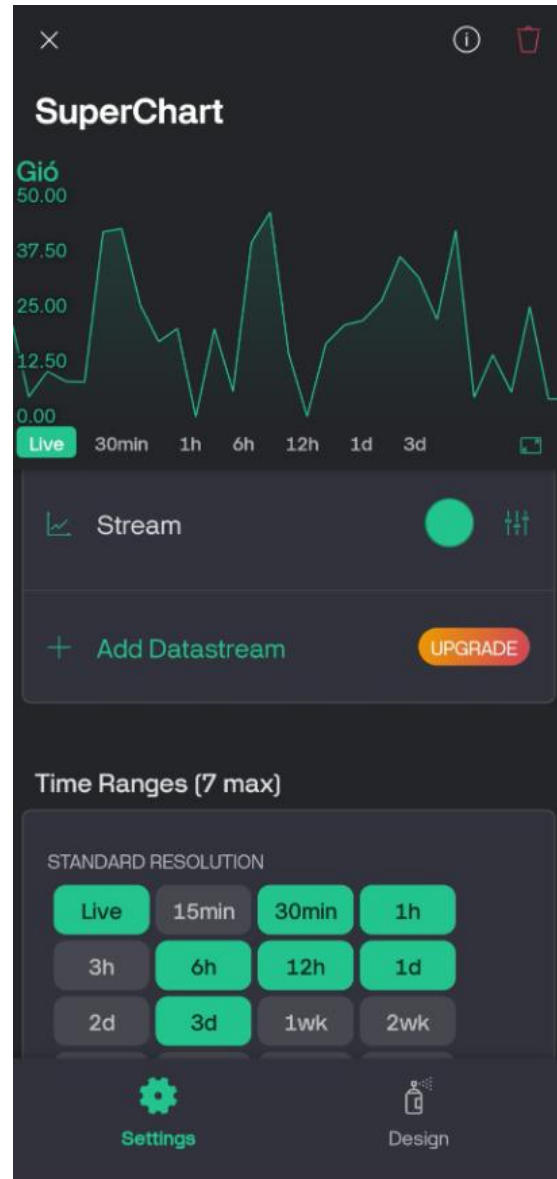 SuperChart
Gió
50.00
37.50
25.00
12.50
0.00
Live 30min 1h 6h 12h 1d 3d
Stream
Add Datastream UPGRADE
Time Ranges (7 max)
STANDARD RESOLUTION
Live 15min 30min 1h
3h 6h 12h 1d
2d 3d 1wk 2wk
Settings Design